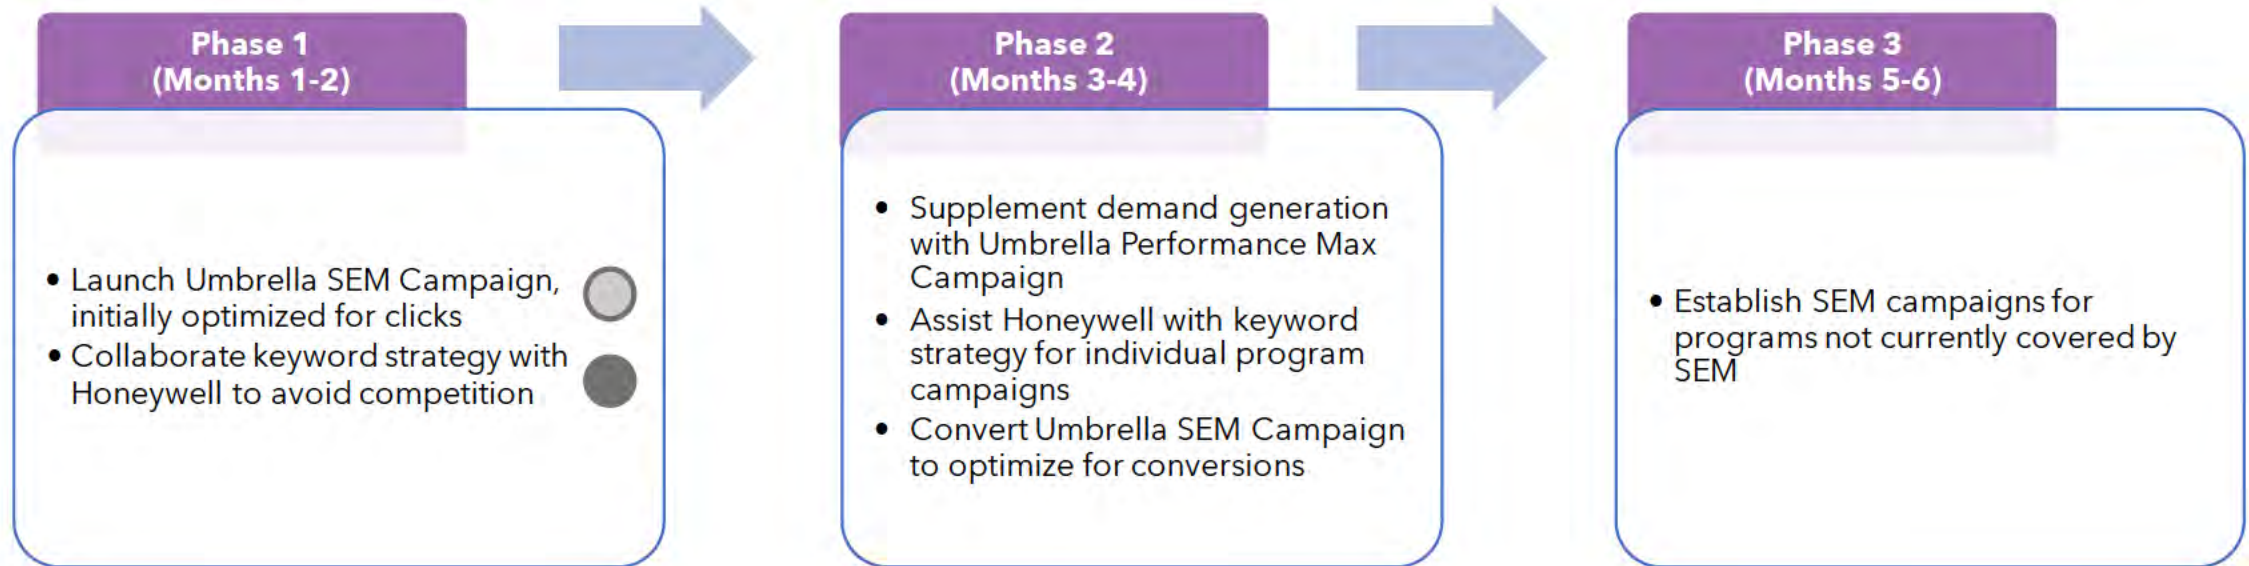 Phase 1
(Months 1-2)
• Launch Umbrella SEM Campaign,
initially optimized for clicks
• Collaborate keyword strategy with
Honeywell to avoid competition
Phase 2
(Months 3-4)
• Supplement demand generation
with Umbrella Performance Max
Campaign
• Assist Honeywell with keyword
strategy for individual program
campaigns
• Convert Umbrella SEM Campaign
to optimize for conversions
Phase 3
(Months 5-6)
• Establish SEM campaigns for
programs not currently covered by
SEM